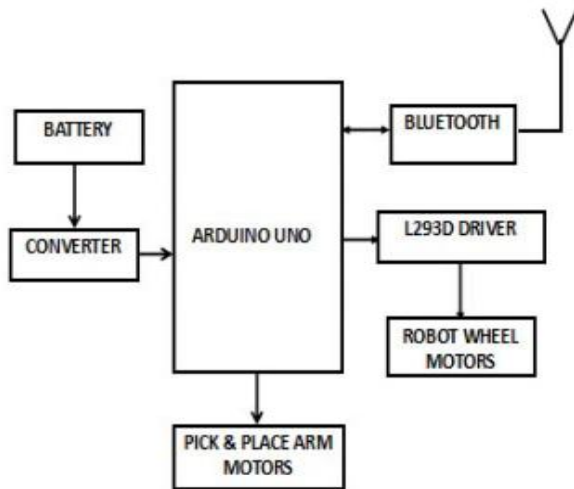 BATTERY
CONVERTER
ARDUINO UNO
BLUETOOTH
L293D DRIVER
ROBOT WHEEL
MOTORS
PICK & PLACE ARM
MOTORS